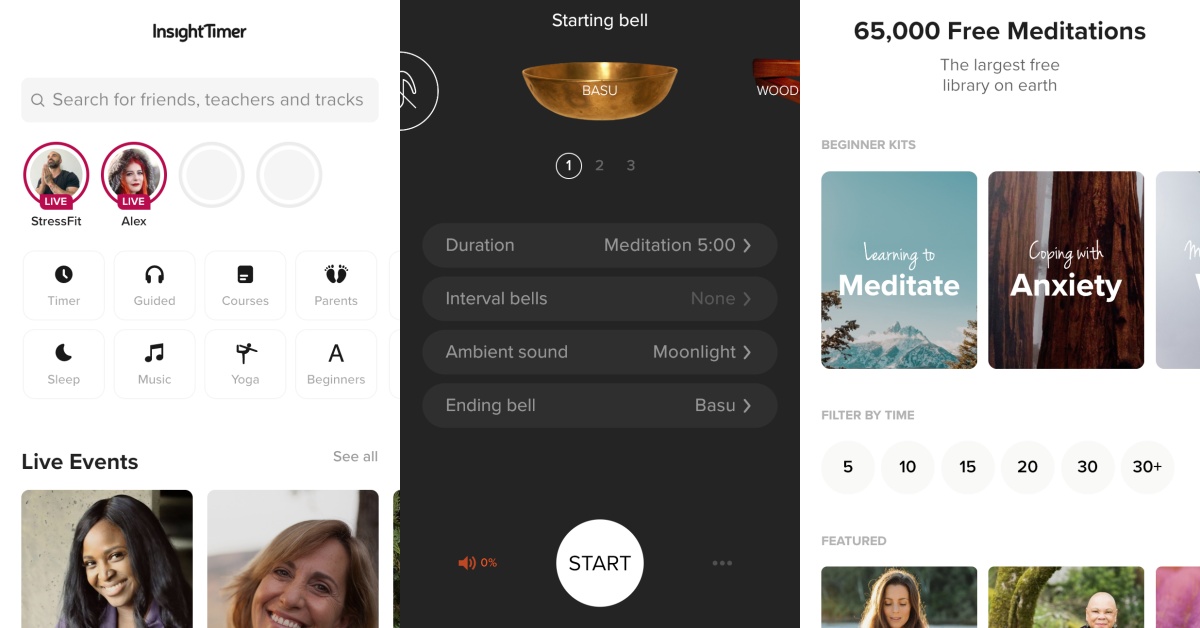 InsightTimer
Search for friends, teachers and tracks
LIVE LIVE
StressFit Alex
Timer Guided Courses Parents
A
Sleep Music Yoga Beginners
Live Events See all
Starting bell
BASU WOOD
1 2 3
Duration Meditation 5:00
Interval bells None
Ambient sound Moonlight
Ending bell Basu
0% START
65,000 Free Meditations
The largest free
library on earth
BEGINNER KITS
Learning to
Meditate
Coping with
Anxiety
FILTER BY TIME
5 10 15 20 30 30+
FEATURED